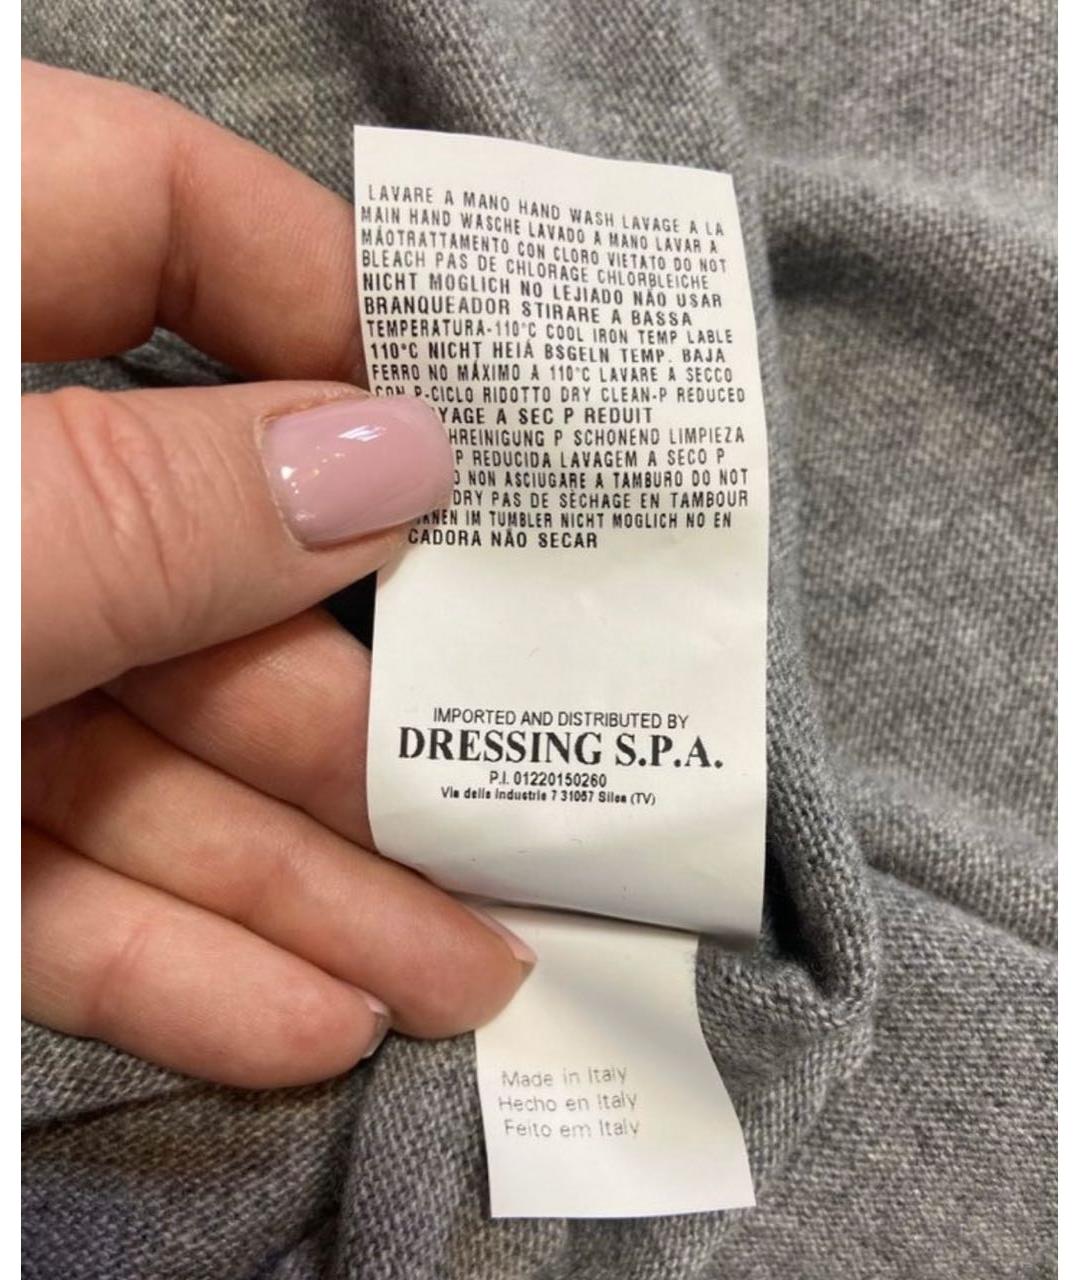 LAVARE A MANO HAND WASH LAVAGE A LA
MAIN HAND WASCHE LAVADO A MANO LAVAR A
MÁOTRATTAMENTO CON CLORO VIETATO DO NOT
BLEACH PAS DE CHLORAGE CHLORBLEICHE
NICHT MOGLICH NO LEJIADO NÃO USAR
BRANQUEADOR STIRARE A BASSA
TEMPERATURA-110°C COOL IRON TEMP LABLE
110°C NICHT HEIÁ BSGELN TEMP. BAJA
FERRO NO MÁXIMO A 110°C LAVARE A SECCO
CON P-CICLO RIDOTTO DRY CLEAN-P REDUCED
YAGE A SEC P REDUIT
HREINIGUNG P SCHONEND LIMPIEZA
P REDUCIDA LAVAGEM A SECO P
O NON ASCIUGARE A TAMBURO DO NOT
DRY PAS DE SÈCHAGE EN TAMBOUR
KNEN IM TUMBLER NICHT MOGLICH NO EN
CADORA NÃO SECAR
IMPORTED AND DISTRIBUTED BY
DRESSING S.P.A.
P.I. 01220150260
Via delle Industrie 7 31057 Silea (TV)
Made in Italy
Hecho en Italy
Feito em Italy